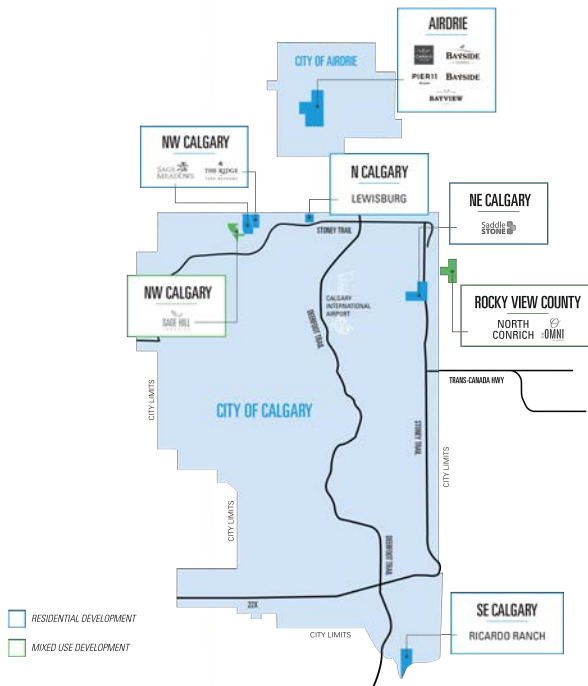 AIRDRIE
CITY OF AIRDRIE
BAYSIDE
PIER11
BAYSIDE
BAYVIEW
NW CALGARY
SAGE MEADOWS
THE RIDGE
N CALGARY
LEWISBURG
NE CALGARY
Saddle STONE
STONEY TRAIL
NW CALGARY
SAGE HILL
CALGARY
INTERNATIONAL
AIRPORT
DEERFOOT TRAIL
ROCKY VIEW COUNTY
NORTH
CONRICH
OMNI
TRANS-CANADA HWY
CITY LIMITS
CITY OF CALGARY
STONEY TRAIL
CITY LIMITS
CITY LIMITS
DEERFOOT TRAIL
22X
CITY LIMITS
SE CALGARY
RICARDO RANCH
RESIDENTIAL DEVELOPMENT
MIXED USE DEVELOPMENT